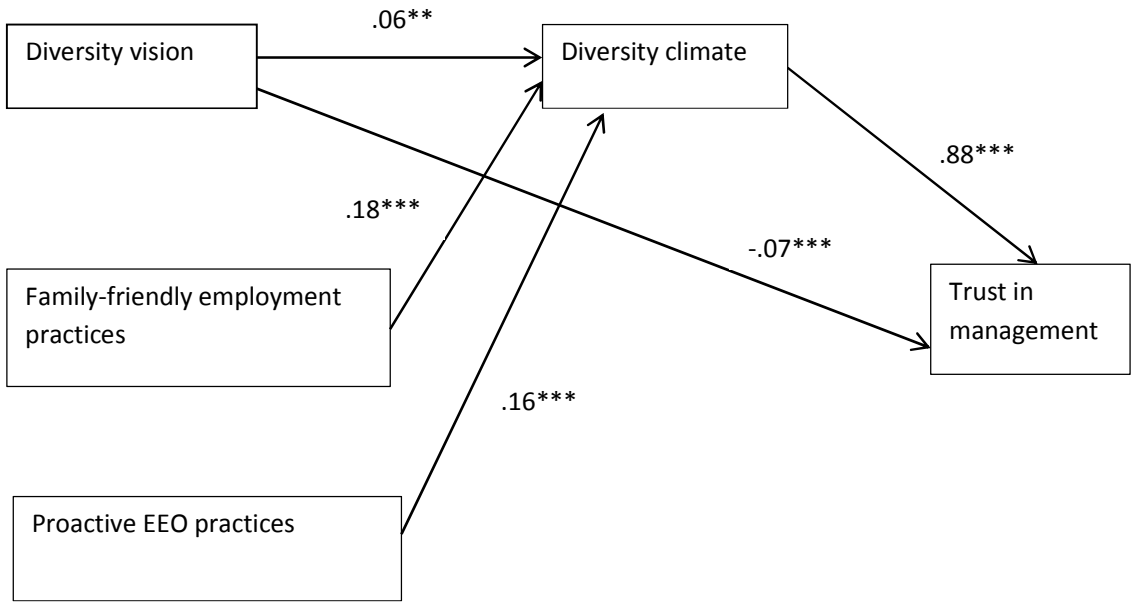 .06**
Diversity vision
Diversity climate
.88***
.18***
-.07***
Family-friendly employment
practices
Trust in
management
.16***
Proactive EEO practices